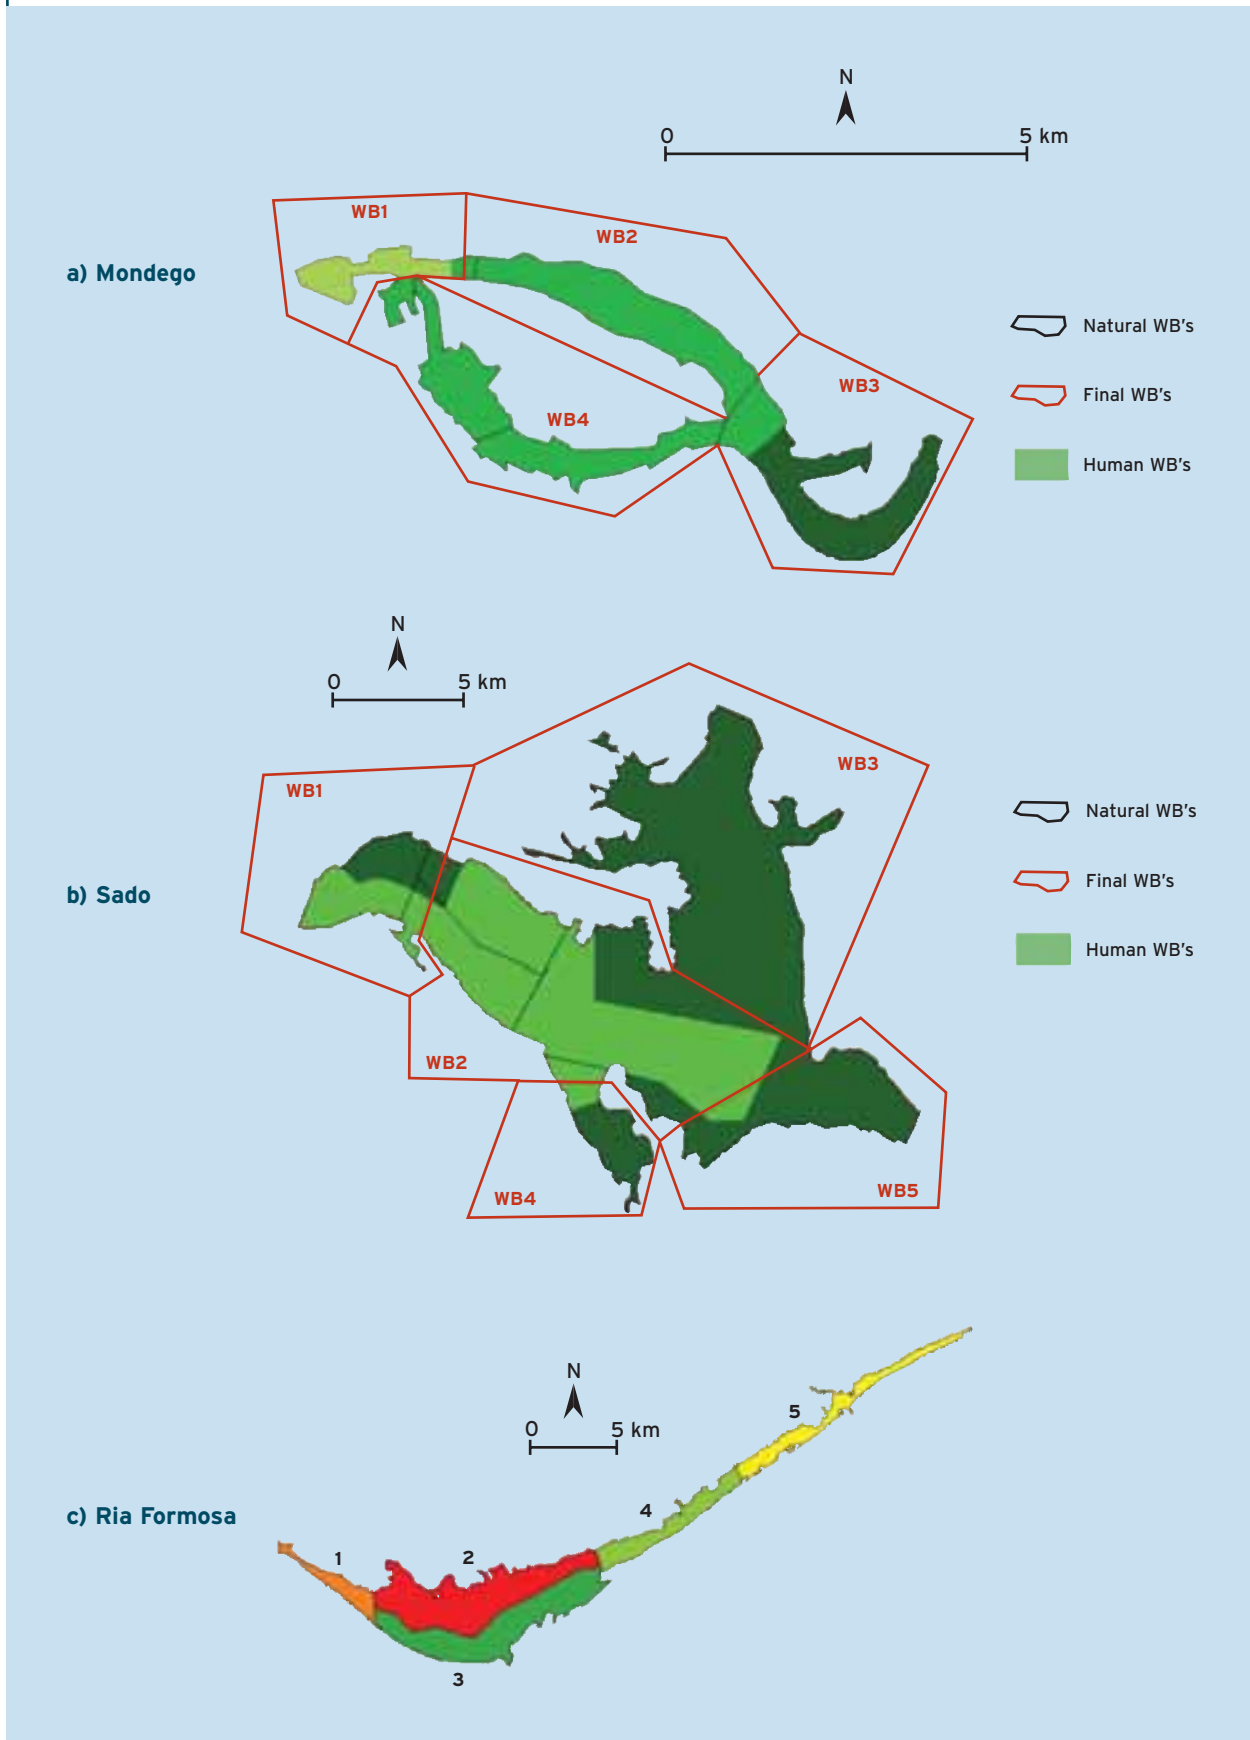 N
0 5 km
WB1
WB2
a) Mondego
Natural WB's
WB3
Final WB's
WB4
Human WB's
N
0 5 km
WB3
WB1
Natural WB's
b) Sado
Final WB's
Human WB's
WB2
WB5
WB4
N
5
0 5 km
4
c) Ria Formosa
1
2
3